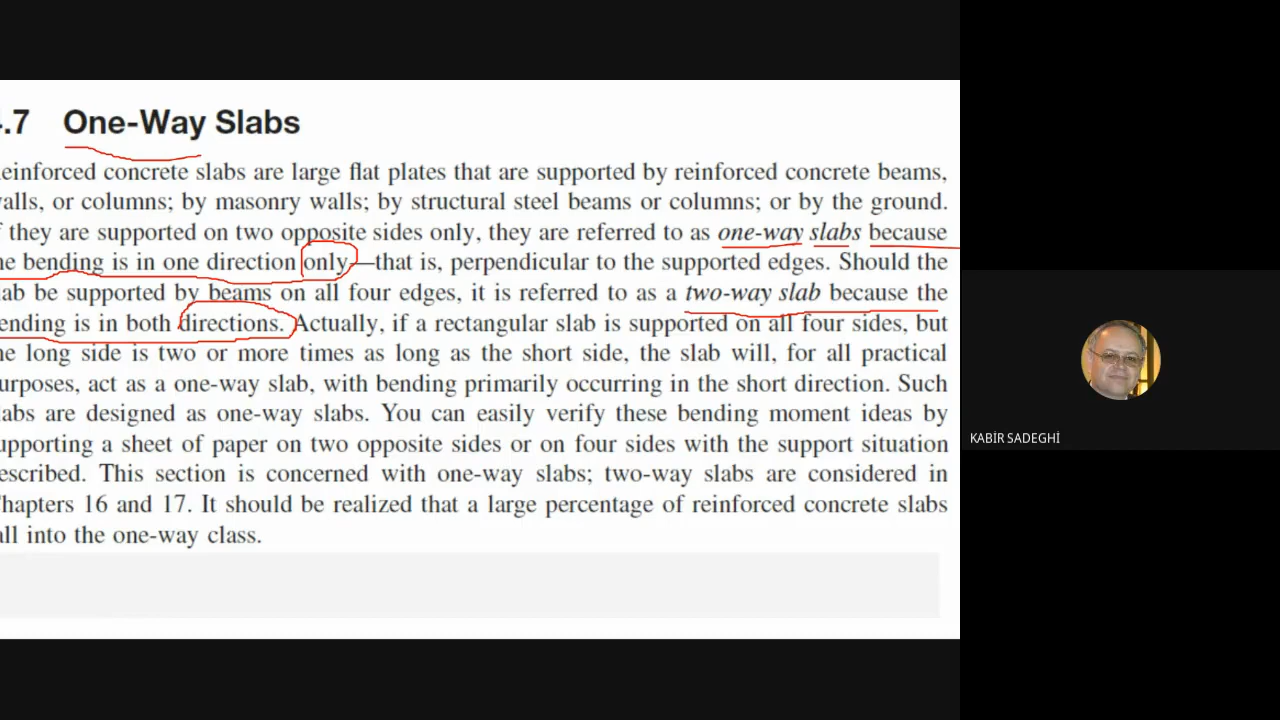 .7 One-Way Slabs
einforced concrete slabs are large flat plates that are supported by reinforced concrete beams,
alls, or columns; by masonry walls; by structural steel beams or columns; or by the ground.
f they are supported on two opposite sides only, they are referred to as one-way slabs because
he bending is in one direction only—that is, perpendicular to the supported edges. Should the
lab be supported by beams on all four edges, it is referred to as a two-way slab because the
ending is in both directions. Actually, if a rectangular slab is supported on all four sides, but
he long side is two or more times as long as the short side, the slab will, for all practical
urposes, act as a one-way slab, with bending primarily occurring in the short direction. Such
labs are designed as one-way slabs. You can easily verify these bending moment ideas by
upporting a sheet of paper on two opposite sides or on four sides with the support situation
escribed. This section is concerned with one-way slabs; two-way slabs are considered in
hapters 16 and 17. It should be realized that a large percentage of reinforced concrete slabs
all into the one-way class.
KABİR SADEGHİ